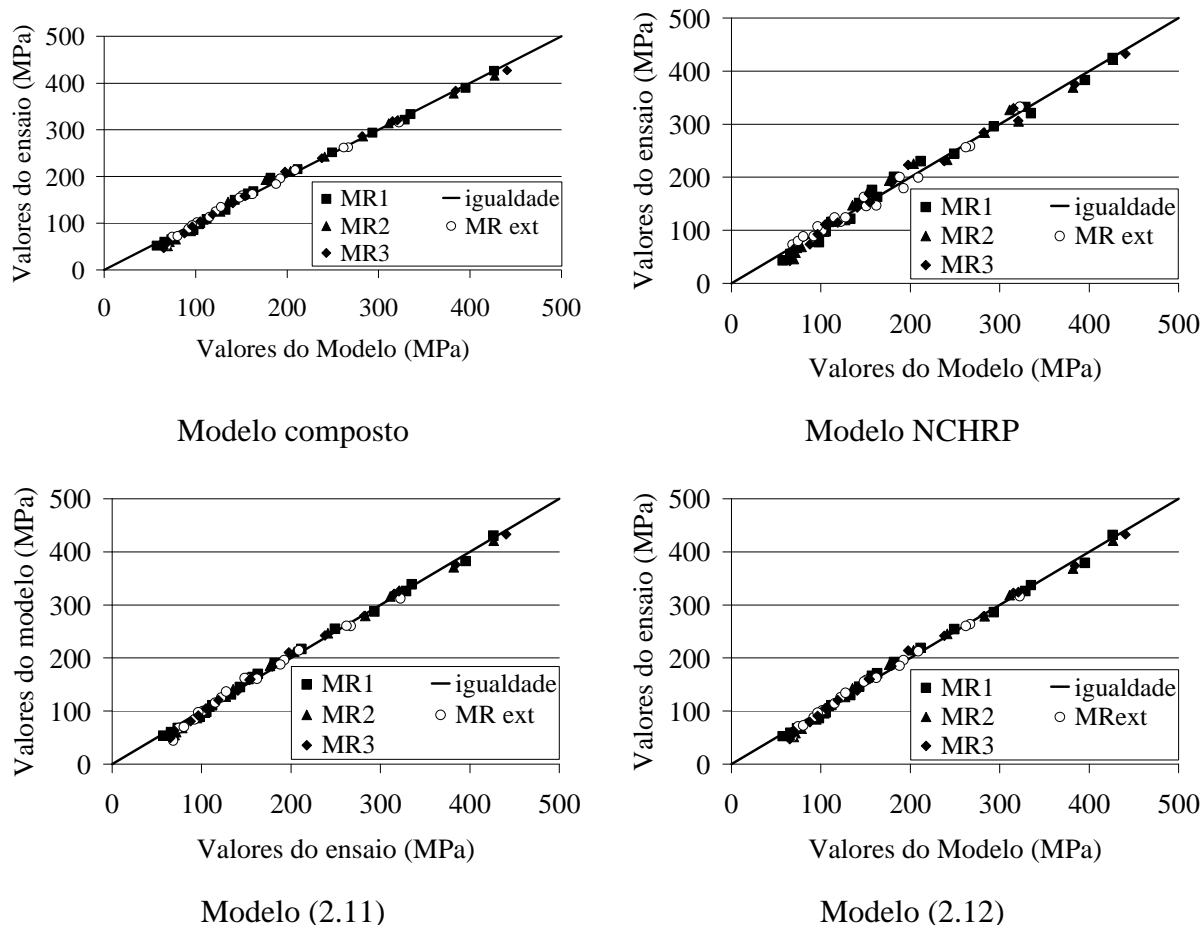 Valores do ensaio (MPa)
500
400
300
200
100
0
0 100 200 300 400 500
Valores do Modelo (MPa)
MR1
igualdade
MR2
MR ext
MR3
Modelo composto
Valores do ensaio (MPa)
500
400
300
200
100
0
0 100 200 300 400 500
Valores do Modelo (MPa)
MR1
igualdade
MR2
MR ext
MR3
Modelo NCHRP
Valores do modelo (MPa)
500
400
300
200
100
0
0 100 200 300 400 500
Valores do ensaio (MPa)
MR1
igualdade
MR2
MR ext
MR3
Modelo (2.11)
Valores do ensaio (MPa)
500
400
300
200
100
0
0 100 200 300 400 500
Valores do Modelo (MPa)
MR1
igualdade
MR2
MRext
MR3
Modelo (2.12)